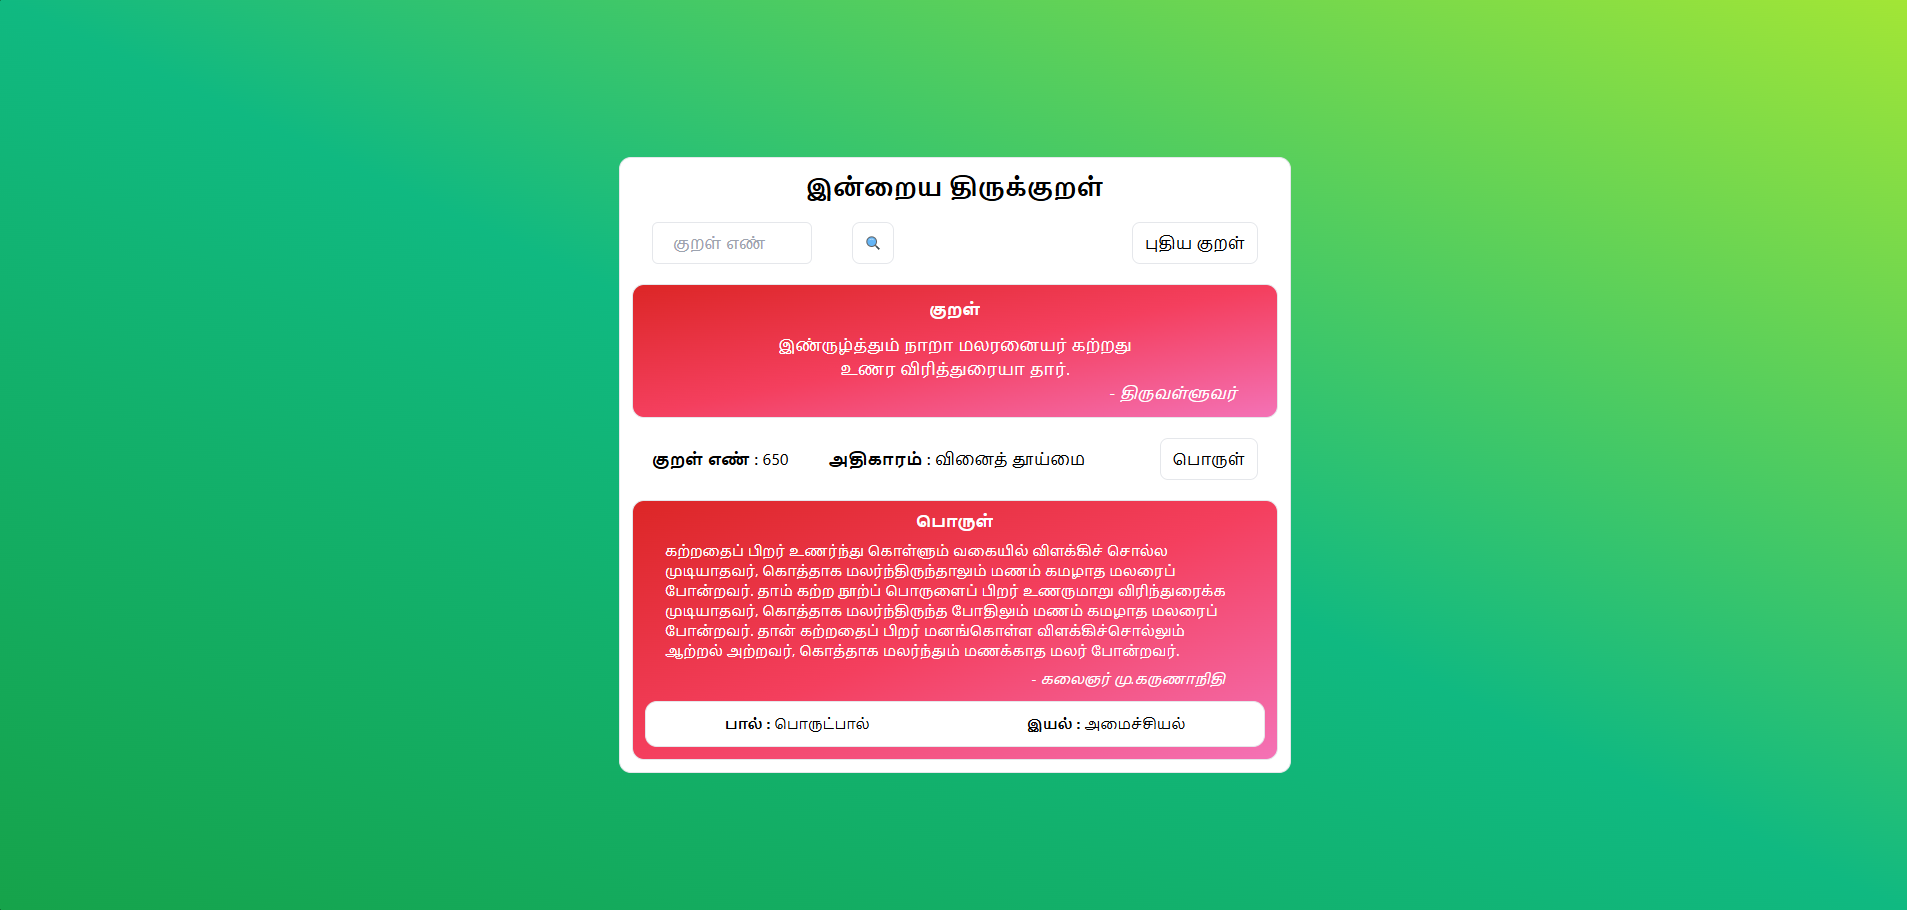 இன்றைய திருக்குறள்
குறள் எண்
புதிய குறள்
குறள்
இண்ருழ்த்தும் நாறா மலரனையர் கற்றது
உணர விரித்துரையா தார்.
- திருவள்ளுவர்
குறள் எண் : 650 அதிகாரம் : வினைத் தூய்மை
பொருள்
பொருள்
கற்றதைப் பிறர் உணர்ந்து கொள்ளும் வகையில் விளக்கிச் சொல்ல
முடியாதவர், கொத்தாக மலர்ந்திருந்தாலும் மணம் கமழாத மலரைப்
போன்றவர். தாம் கற்ற நூற்ப் பொருளைப் பிறர் உணருமாறு விரிந்துரைக்க
முடியாதவர், கொத்தாக மலர்ந்திருந்த போதிலும் மணம் கமழாத மலரைப்
போன்றவர். தான் கற்றதைப் பிறர் மனங்கொள்ள விளக்கிச்சொல்லும்
ஆற்றல் அற்றவர், கொத்தாக மலர்ந்தும் மணக்காத மலர் போன்றவர்.
- கலைஞர் மு.கருணாநிதி
பால் : பொருட்பால் இயல் : அமைச்சியல்